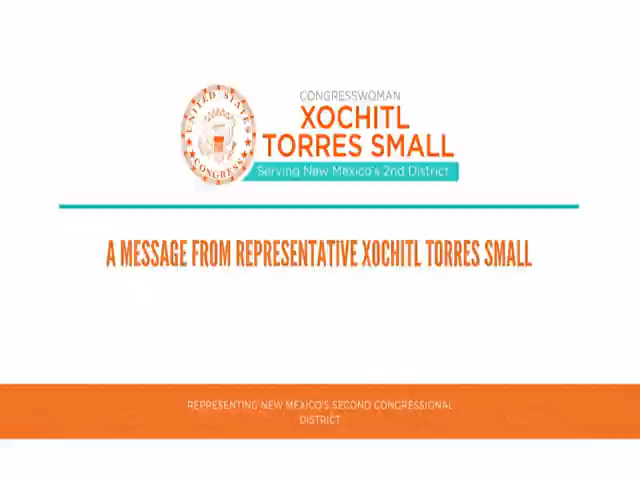 UNITED STATES
CONGRESS
CONGRESSWOMAN
XOCHITL
TORRES SMALL
Serving New Mexico's 2nd District
A MESSAGE FROM REPRESENTATIVE XOCHITL TORRES SMALL
REPRESENTING NEW MEXICO'S SECOND CONGRESSIONAL
DISTRICT